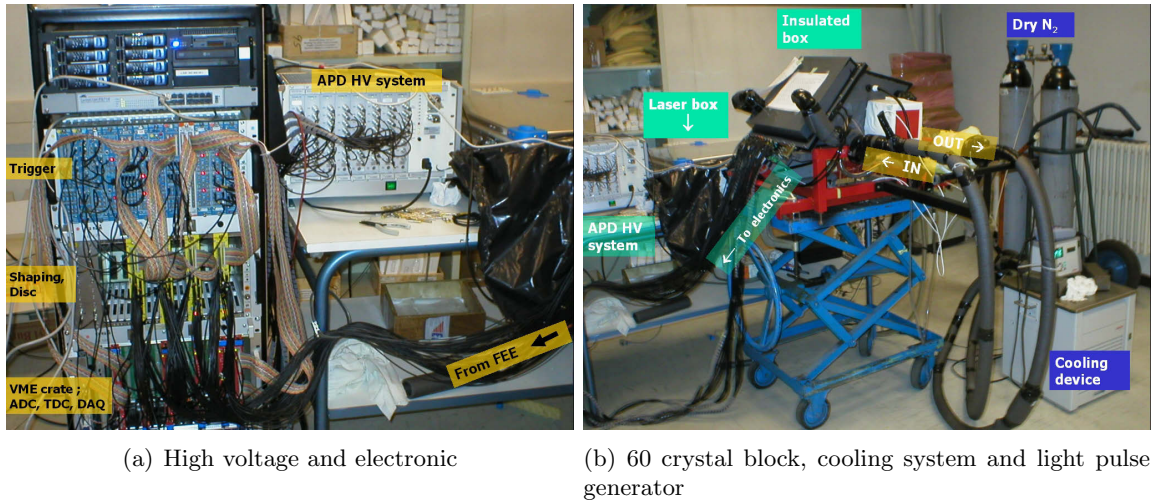 APD HV system
Trigger
Shaping,
Disc
From FEE
VME crate ;
ADC, TDC, DAQ
(a) High voltage and electronic
Insulated
box
Dry N₂
Laser box
↓
OUT →
← IN
← To electronics
APD HV
system
Cooling
device
(b) 60 crystal block, cooling system and light pulse
generator